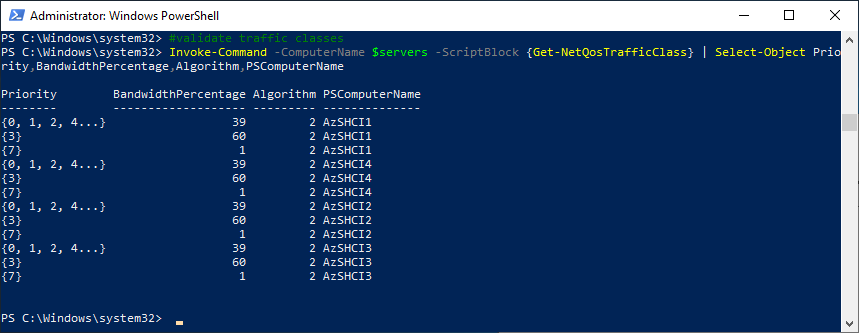 Administrator: Windows PowerShell
PS C:\Windows\system32> #validate traffic classes
PS C:\Windows\system32> Invoke-Command -ComputerName $servers -ScriptBlock {Get-NetQosTrafficClass} | Select-Object Prio
rity,BandwidthPercentage,Algorithm,PSComputerName
Priority        BandwidthPercentage Algorithm PSComputerName
--------        ------------------- --------- --------------
{0, 1, 2, 4...}                  39         2 AzSHCI1
{3}                              60         2 AzSHCI1
{7}                               1         2 AzSHCI1
{0, 1, 2, 4...}                  39         2 AzSHCI4
{3}                              60         2 AzSHCI4
{7}                               1         2 AzSHCI4
{0, 1, 2, 4...}                  39         2 AzSHCI2
{3}                              60         2 AzSHCI2
{7}                               1         2 AzSHCI2
{0, 1, 2, 4...}                  39         2 AzSHCI3
{3}                              60         2 AzSHCI3
{7}                               1         2 AzSHCI3
PS C:\Windows\system32>